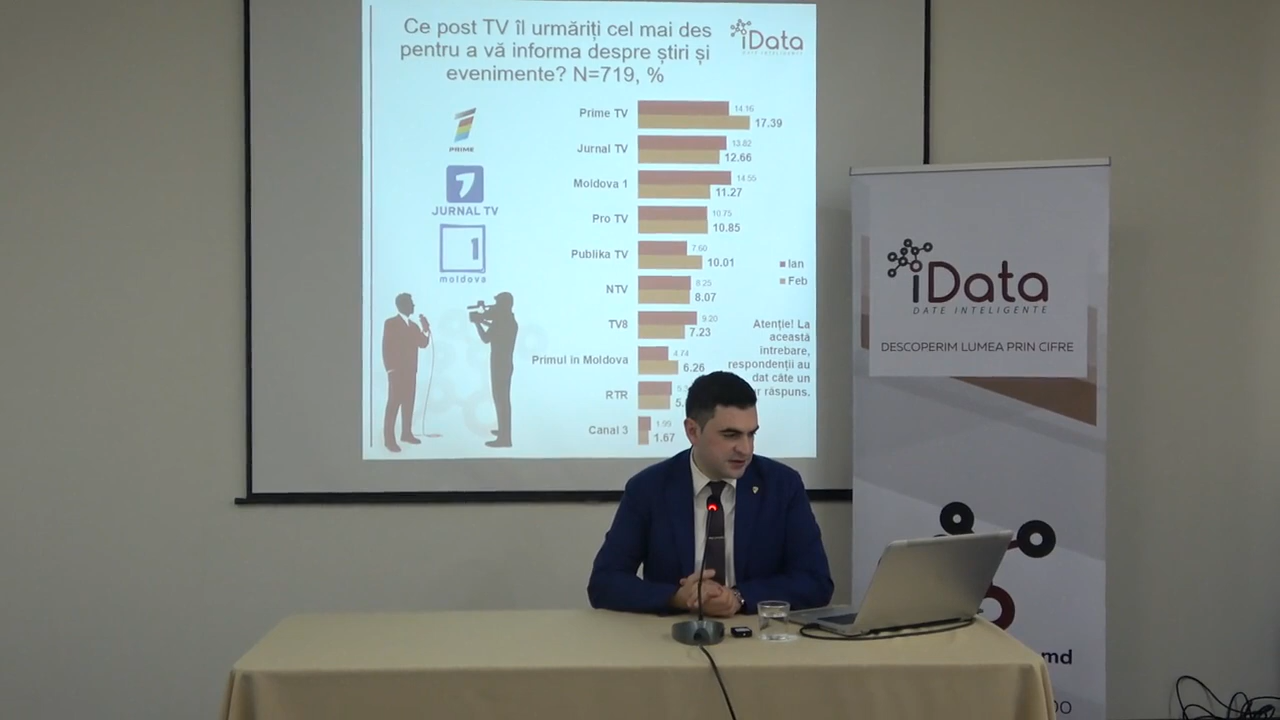 Ce post TV îl urmăriți cel mai des
pentru a vă informa despre știri și
evenimente? N=719, %
iData
DATE INTELIGENTE
PRIME
JURNAL TV
1
moldova
Prime TV 14.16
17.39
Jurnal TV 13.82
12.66
Moldova 1 14.55
11.27
Pro TV 10.75
10.85
Publika TV 7.60
10.01
NTV 8.25
8.07
TV8 9.20
7.23
Primul in Moldova 4.74
6.26
RTR
Canal 3 1.99
1.67
Ian
Feb
Atenție! La
această
intrebare,
respondenții au
dat câte un
răspuns.
iData
DATE INTELIGENTE
DESCOPERIM LUMEA PRIN CIFRE
md